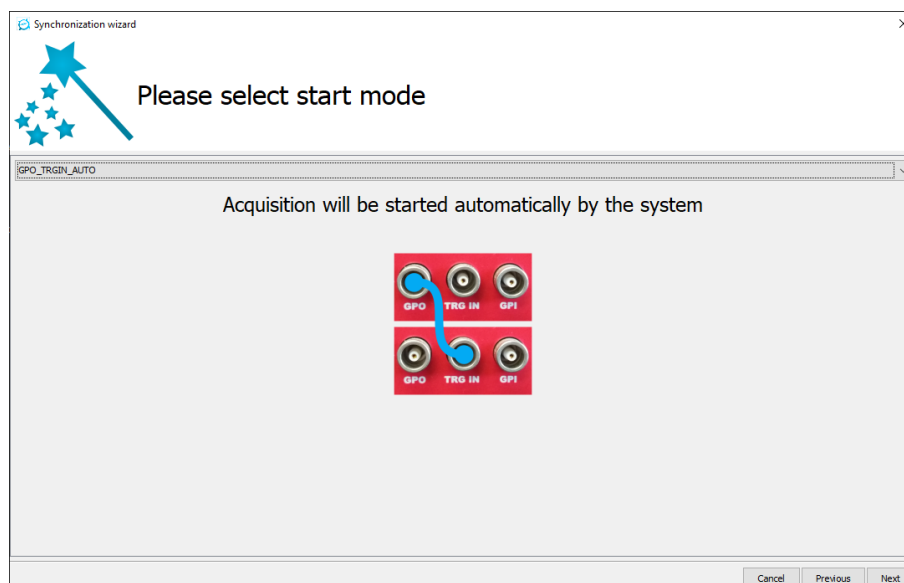 Synchronization wizard
Please select start mode
GPO_TRGIN_AUTO
Acquisition will be started automatically by the system
GPO TRG IN GPI
GPO TRG IN GPI
Cancel Previous Next